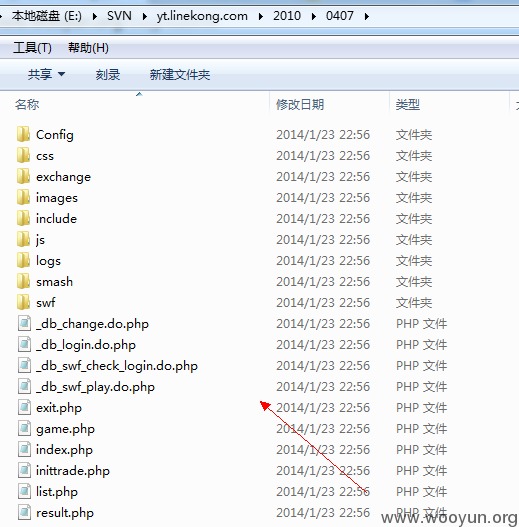 本地磁盘 (E:) ▸ SVN ▸ yt.linekong.com ▸ 2010 ▸ 0407 ▸
工具(T) 帮助(H)
共享 刻录 新建文件夹
名称 修改日期 类型
Config 2014/1/23 22:56 文件夹
css 2014/1/23 22:56 文件夹
exchange 2014/1/23 22:56 文件夹
images 2014/1/23 22:56 文件夹
include 2014/1/23 22:56 文件夹
js 2014/1/23 22:56 文件夹
logs 2014/1/23 22:56 文件夹
smash 2014/1/23 22:56 文件夹
swf 2014/1/23 22:56 文件夹
_db_change.do.php 2014/1/23 22:56 PHP 文件
_db_login.do.php 2014/1/23 22:56 PHP 文件
_db_swf_check_login.do.php 2014/1/23 22:56 PHP 文件
_db_swf_play.do.php 2014/1/23 22:56 PHP 文件
exit.php 2014/1/23 22:56 PHP 文件
game.php 2014/1/23 22:56 PHP 文件
index.php 2014/1/23 22:56 PHP 文件
inittrade.php 2014/1/23 22:56 PHP 文件
list.php 2014/1/23 22:56 PHP 文件
result.php 2014/1/23 22:56 PHP 文件
www.wooyun.org